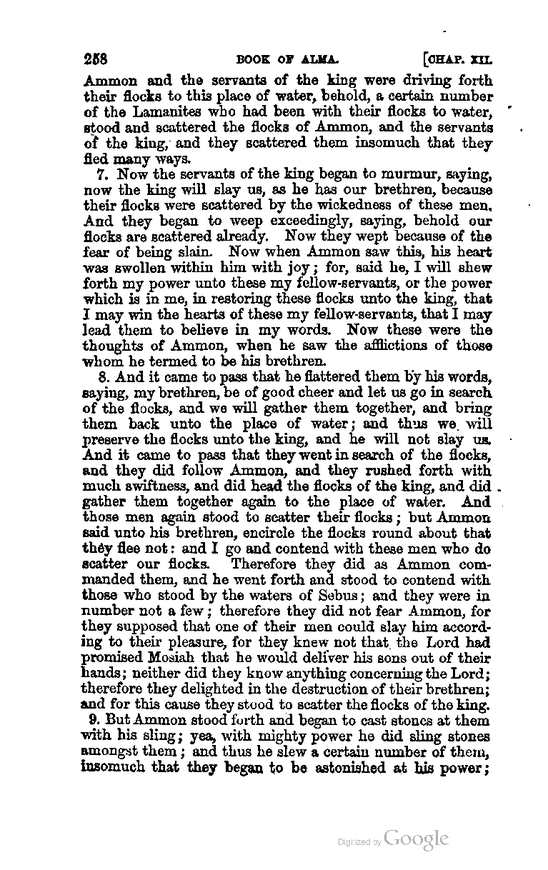 258 BOOK OF ALMA. [CHAP. XII.
Ammon and the servants of the king were driving forth
their flocks to this place of water, behold, a certain number
of the Lamanites who had been with their flocks to water,
stood and scattered the flocks of Ammon, and the servants
of the king, and they scattered them insomuch that they
fled many ways.
7. Now the servants of the king began to murmur, saying,
now the king will slay us, as he has our brethren, because
their flocks were scattered by the wickedness of these men.
And they began to weep exceedingly, saying, behold our
flocks are scattered already. Now they wept because of the
fear of being slain. Now when Ammon saw this, his heart
was swollen within him with joy; for, said he, I will shew
forth my power unto these my fellow-servants, or the power
which is in me, in restoring these flocks unto the king, that
I may win the hearts of these my fellow-servants, that I may
lead them to believe in my words. Now these were the
thoughts of Ammon, when he saw the afflictions of those
whom he termed to be his brethren.
8. And it came to pass that he flattered them by his words,
saying, my brethren, be of good cheer and let us go in search
of the flocks, and we will gather them together, and bring
them back unto the place of water; and thus we will
preserve the flocks unto the king, and he will not slay us.
And it came to pass that they went in search of the flocks,
and they did follow Ammon, and they rushed forth with
much swiftness, and did head the flocks of the king, and did
gather them together again to the place of water. And
those men again stood to scatter their flocks; but Ammon
said unto his brethren, encircle the flocks round about that
they flee not: and I go and contend with these men who do
scatter our flocks. Therefore they did as Ammon com-
manded them, and he went forth and stood to contend with
those who stood by the waters of Sebus; and they were in
number not a few; therefore they did not fear Ammon, for
they supposed that one of their men could slay him accord-
ing to their pleasure, for they knew not that the Lord had
promised Mosiah that he would deliver his sons out of their
hands; neither did they know anything concerning the Lord;
therefore they delighted in the destruction of their brethren;
and for this cause they stood to scatter the flocks of the king.
9. But Ammon stood forth and began to cast stones at them
with his sling; yea, with mighty power he did sling stones
amongst them; and thus he slew a certain number of them,
insomuch that they began to be astonished at his power;
Digitized by Google